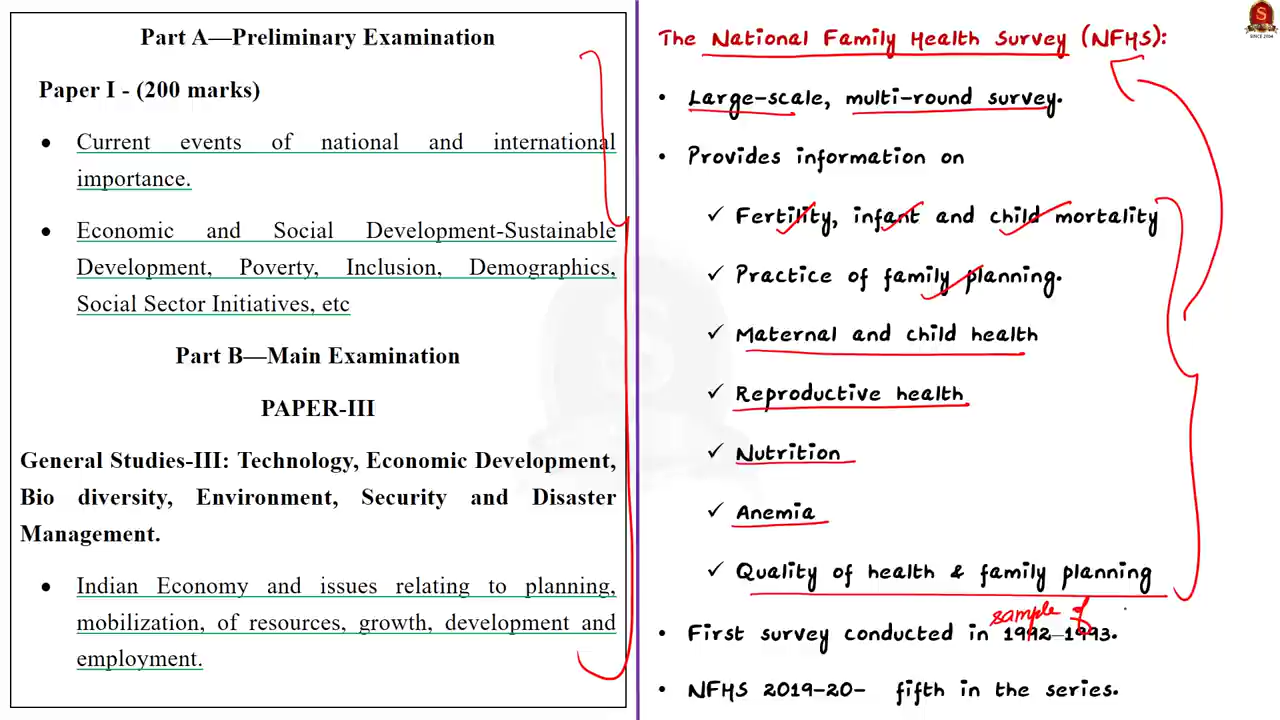 Part A—Preliminary Examination
Paper I - (200 marks)
● Current events of national and international
importance.
● Economic and Social Development-Sustainable
Development, Poverty, Inclusion, Demographics,
Social Sector Initiatives, etc
Part B—Main Examination
PAPER-III
General Studies-III: Technology, Economic Development,
Bio diversity, Environment, Security and Disaster
Management.
● Indian Economy and issues relating to planning,
mobilization, of resources, growth, development and
employment.
The National Family Health Survey (NFHS):
• Large-scale, multi-round survey.
• Provides information on
✓ Fertility, infant and child mortality
✓ Practice of family planning.
✓ Maternal and child health
✓ Reproductive health
✓ Nutrition
✓ Anemia
✓ Quality of health & family planning
sample of
• First survey conducted in 1992-1993.
• NFHS 2019-20- fifth in the series.
S
SINCE 2004